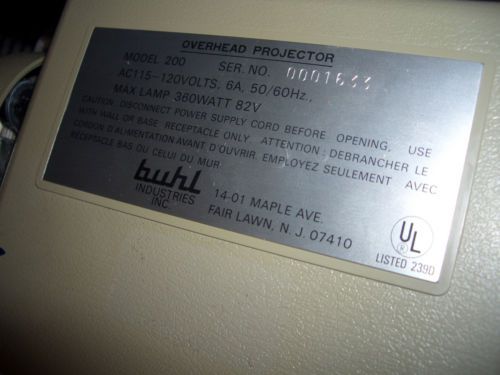 OVERHEAD PROJECTOR
MODEL 200 SER. NO. 0001633
AC115-120VOLTS, 6A, 50/60Hz.,
MAX LAMP 360WATT 82V
CAUTION: DISCONNECT POWER SUPPLY CORD BEFORE OPENING, USE
WITH WALL OR BASE RECEPTACLE ONLY ATTENTION: DEBRANCHER LE
CORDON D'ALIMENTATION AVANT D'OUVRIR. EMPLOYEZ SEULEMENT AVEC
RECEPTACLE BAS OU CELUI DU MUR.
buhl
INDUSTRIES
INC.
14-01 MAPLE AVE.
FAIR LAWN, N. J. 07410
UL
LISTED 239D